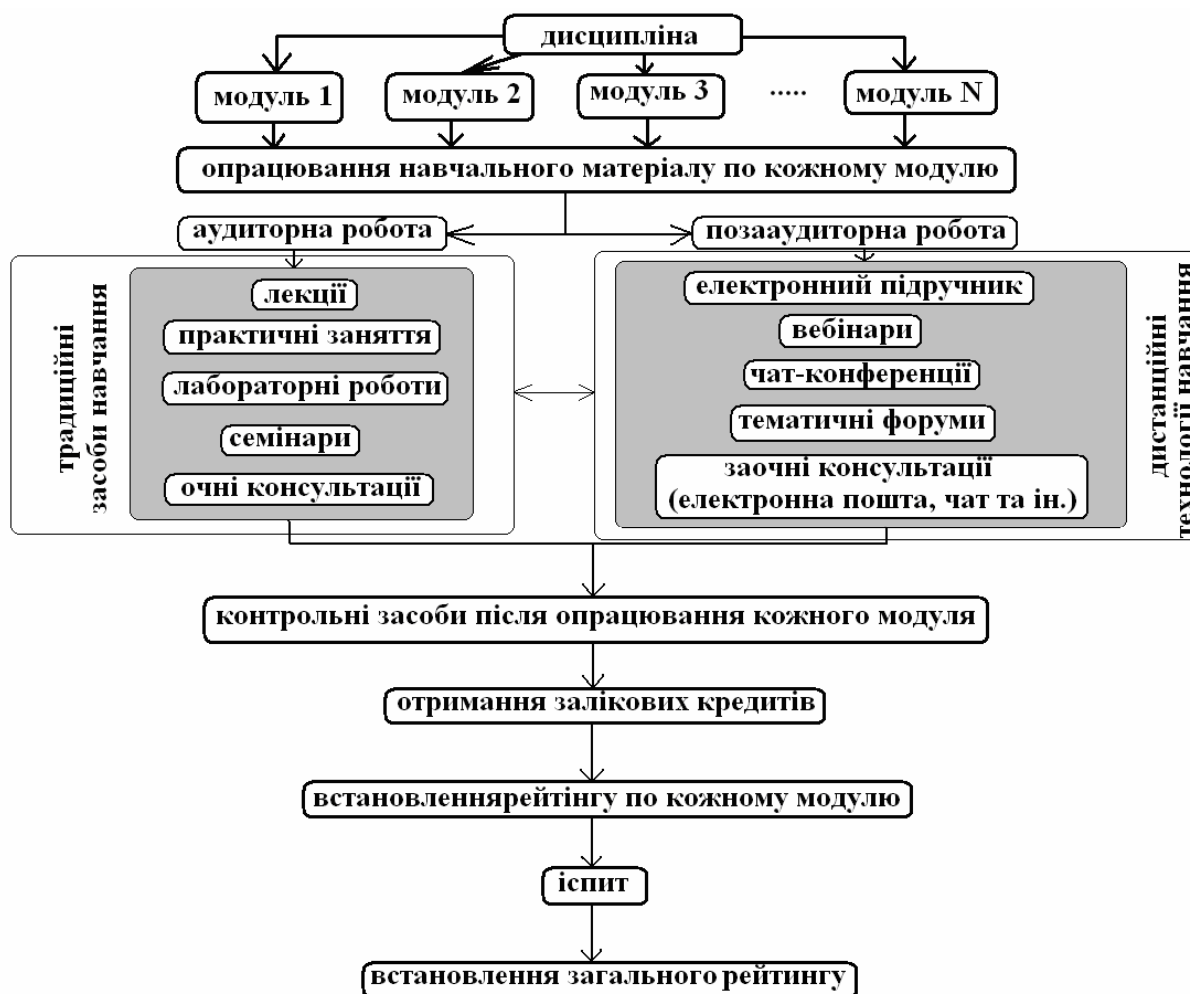 дисципліна
модуль 1
модуль 2
модуль 3
.....
модуль N
опрацювання навчального матеріалу по кожному модулю
аудиторна робота
позааудиторна робота
традиційні
засоби навчання
лекції
практичні заняття
лабораторні роботи
семінари
очні консультації
електронний підручник
вебінари
чат-конференції
тематичні форуми
заочні консультації
(електронна пошта, чат та ін.)
дистанційні
технології навчання
контрольні засоби після опрацювання кожного модуля
отримання залікових кредитів
встановленнярейтінгу по кожному модулю
іспит
встановлення загального рейтингу